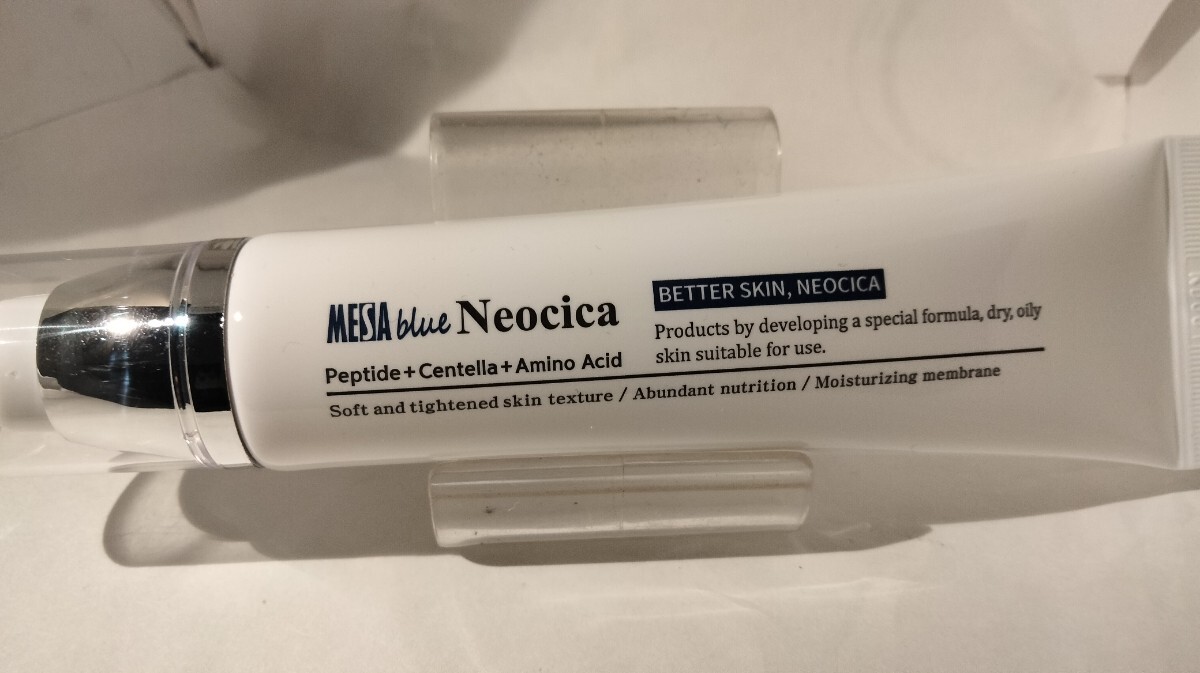 MESA blue Neocica
Peptide+Centella+Amino Acid
BETTER SKIN, NEOCICA
Products by developing a special formula, dry, oily
skin suitable for use.
Soft and tightened skin texture / Abundant nutrition / Moisturizing membrane